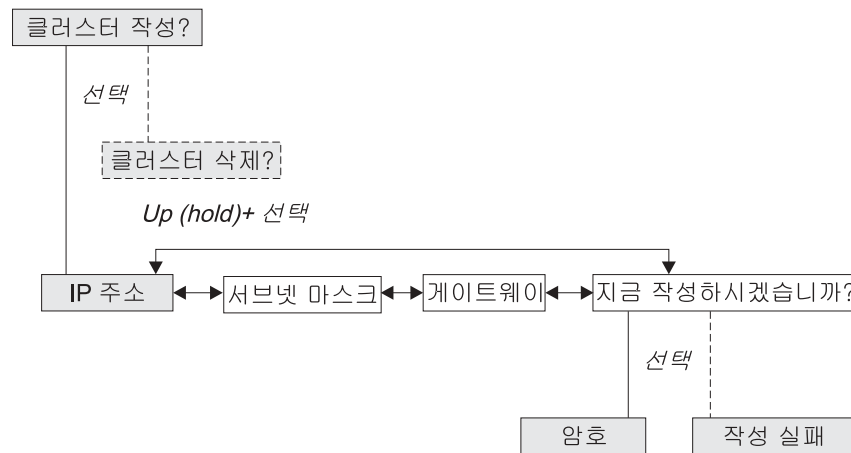 클러스터 작성?
선택
클러스터 삭제?
Up (hold)+ 선택
IP 주소
서브넷 마스크
게이트웨이
지금 작성하시겠습니까?
선택
암호
작성 실패